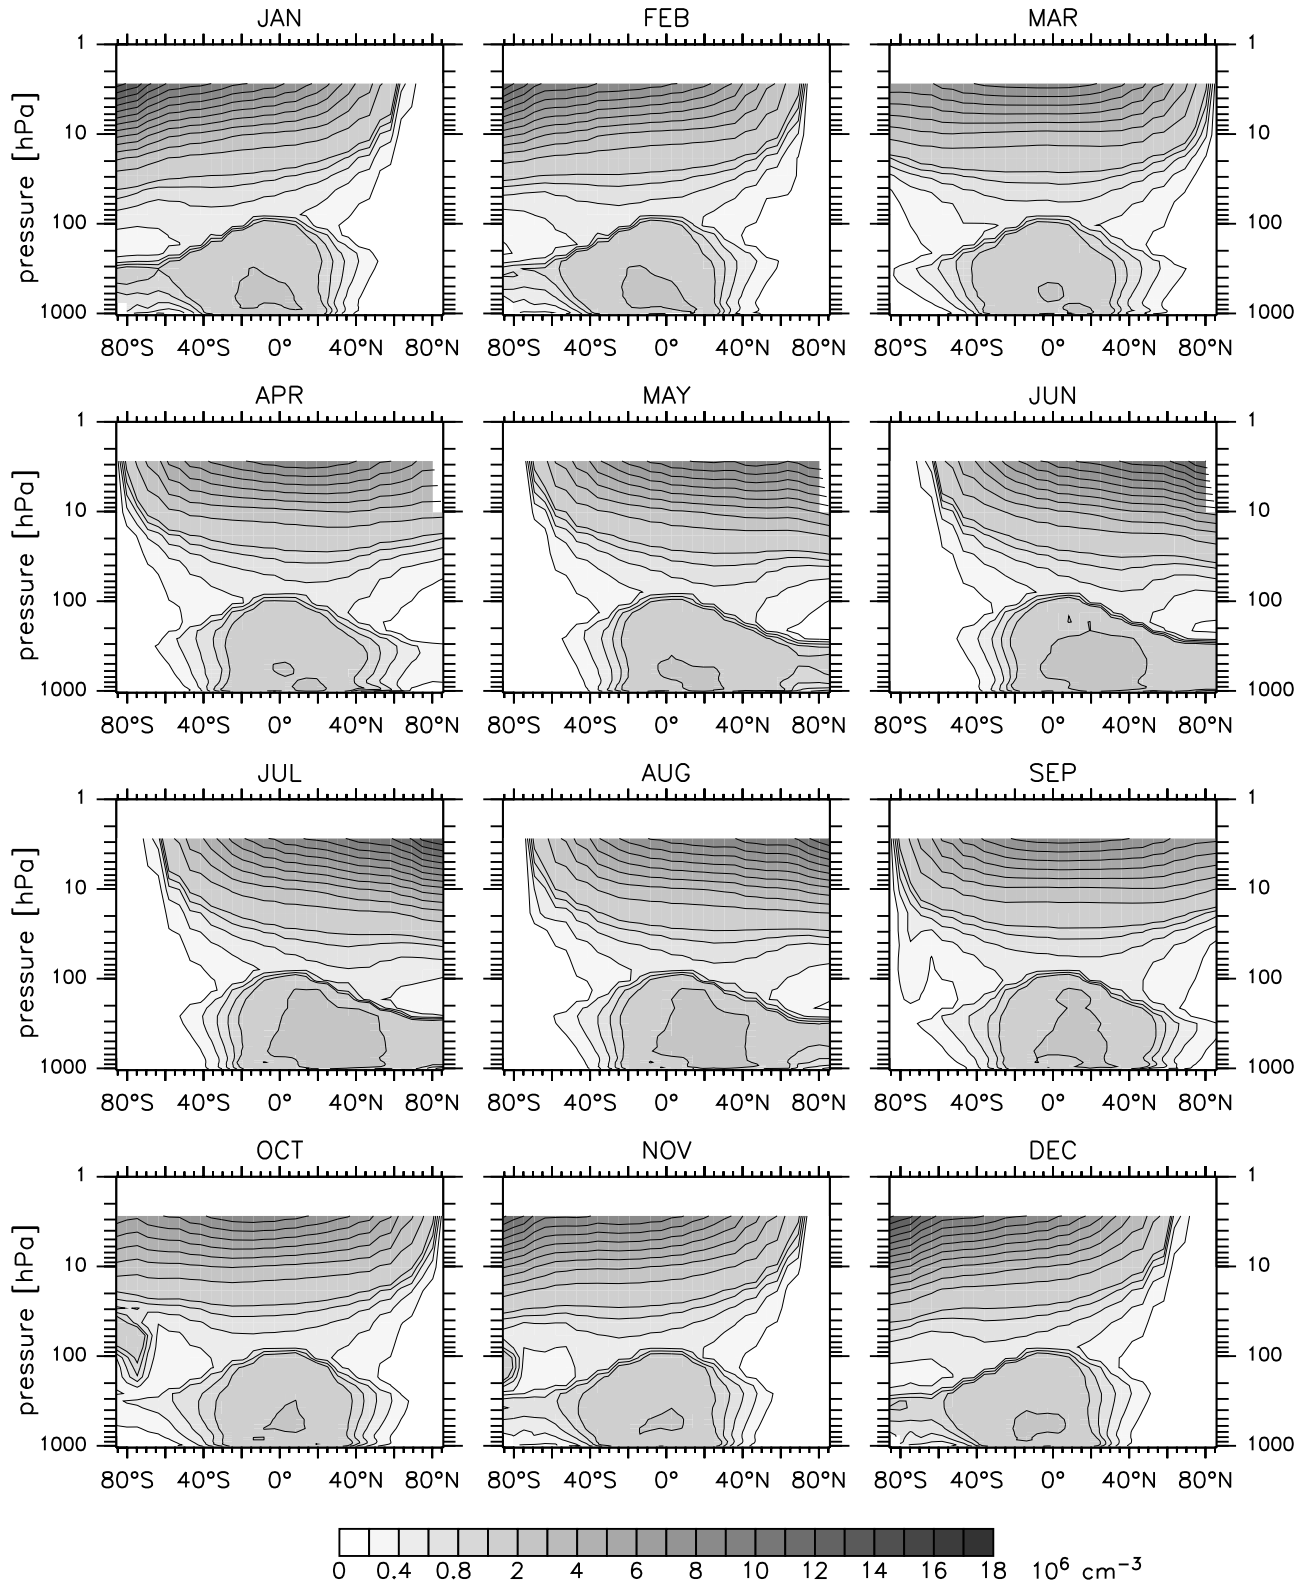 JAN FEB MAR
1 1
10 10
100 100
1000 1000
pressure [hPa]
80°S 40°S 0° 40°N 80°N 80°S 40°S 0° 40°N 80°N 80°S 40°S 0° 40°N 80°N
APR MAY JUN
1 1
10 10
100 100
1000 1000
pressure [hPa]
80°S 40°S 0° 40°N 80°N 80°S 40°S 0° 40°N 80°N 80°S 40°S 0° 40°N 80°N
JUL AUG SEP
1 1
10 10
100 100
1000 1000
pressure [hPa]
80°S 40°S 0° 40°N 80°N 80°S 40°S 0° 40°N 80°N 80°S 40°S 0° 40°N 80°N
OCT NOV DEC
1 1
10 10
100 100
1000 1000
pressure [hPa]
80°S 40°S 0° 40°N 80°N 80°S 40°S 0° 40°N 80°N 80°S 40°S 0° 40°N 80°N
0 0.4 0.8 2 4 6 8 10 12 14 16 18 10⁶ cm⁻³